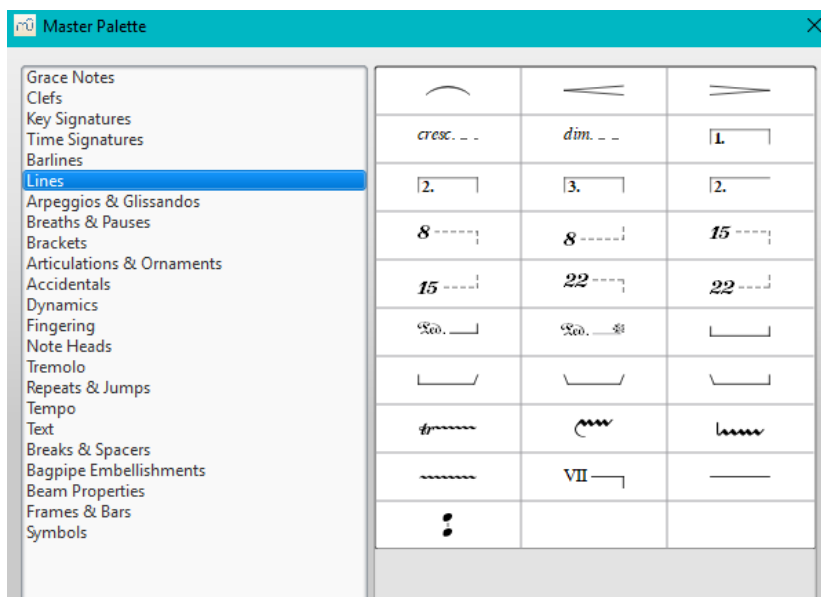 Master Palette
Grace Notes
Clefs
Key Signatures
Time Signatures
Barlines
Lines
Arpeggios & Glissandos
Breaths & Pauses
Brackets
Articulations & Ornaments
Accidentals
Dynamics
Fingering
Note Heads
Tremolo
Repeats & Jumps
Tempo
Text
Breaks & Spacers
Bagpipe Embellishments
Beam Properties
Frames & Bars
Symbols
cresc. _ _ dim. _ _ 1.
2. 3. 2.
8 8 15
15 22 22
Ped. Ped.
tr
VII